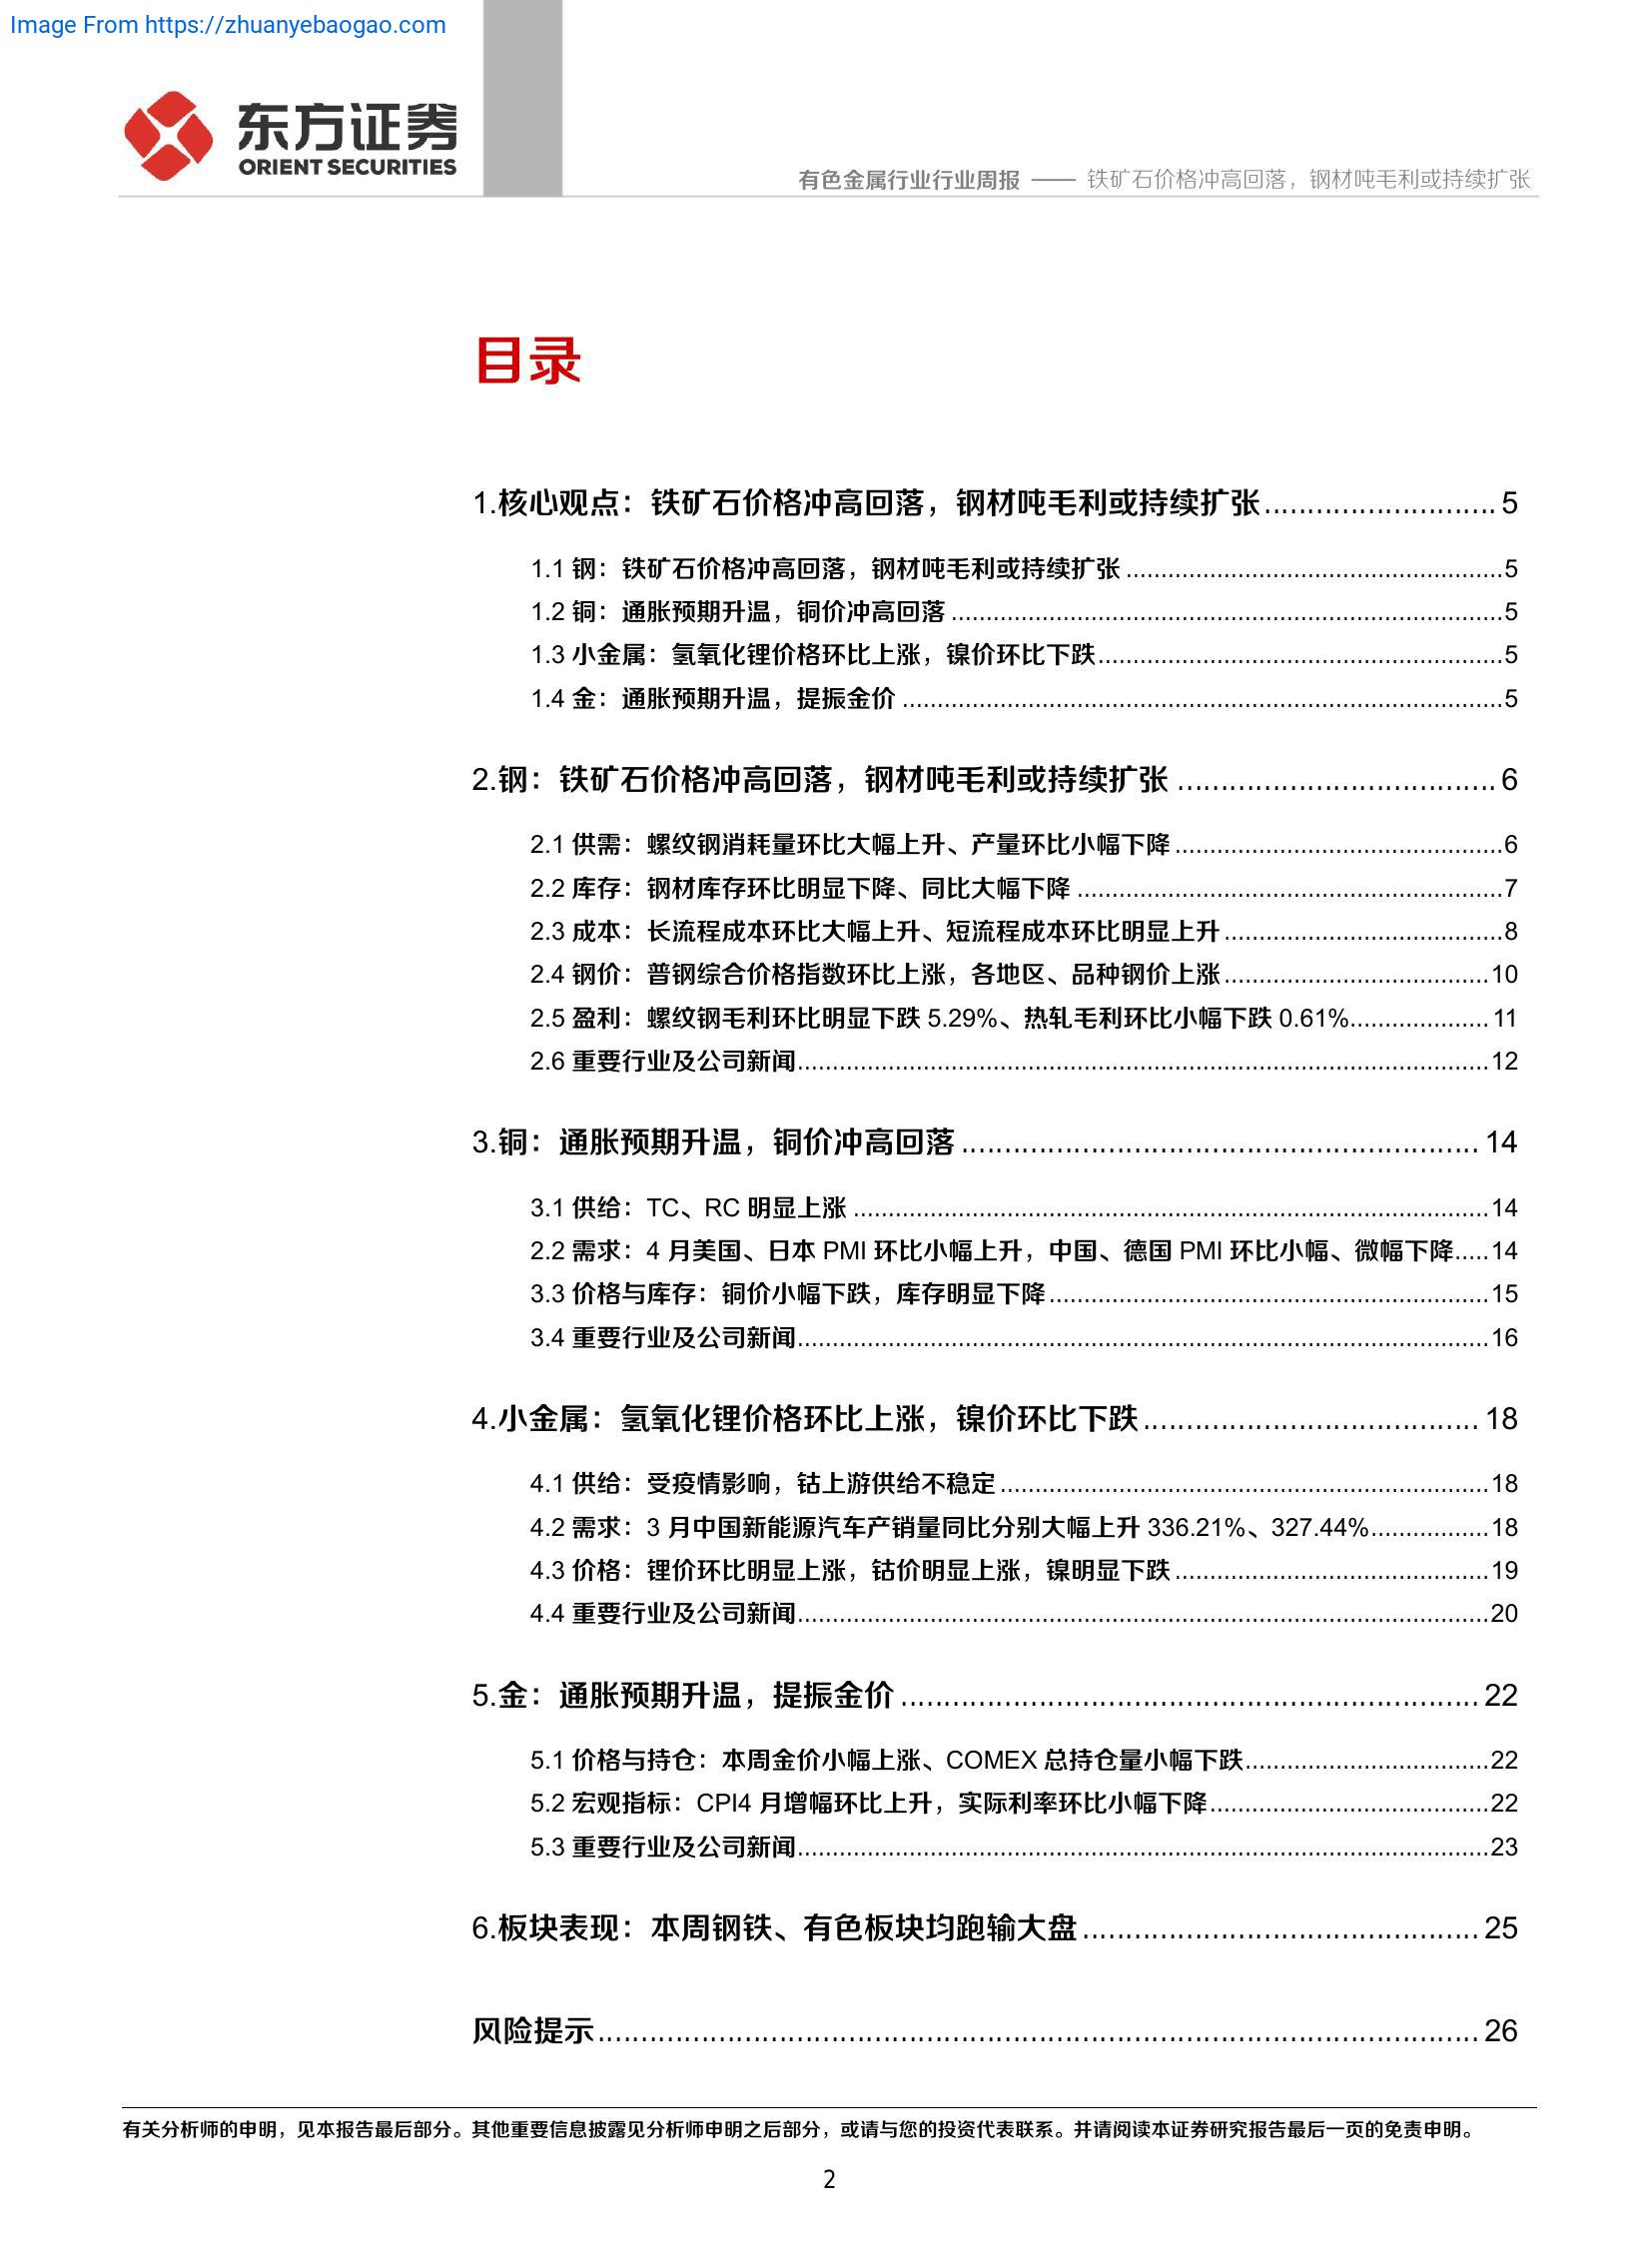 Image From https://zhuanyebaogao.com
东方证券
ORIENT SECURITIES
有色金属行业行业周报 —— 铁矿石价格冲高回落，钢材吨毛利或持续扩张
目录
1.核心观点：铁矿石价格冲高回落，钢材吨毛利或持续扩张........................... 5
1.1 钢：铁矿石价格冲高回落，钢材吨毛利或持续扩张......................................................5
1.2 铜：通胀预期升温，铜价冲高回落...............................................................................5
1.3 小金属：氢氧化锂价格环比上涨，镍价环比下跌..........................................................5
1.4 金：通胀预期升温，提振金价......................................................................................5
2.钢：铁矿石价格冲高回落，钢材吨毛利或持续扩张..................................... 6
2.1 供需：螺纹钢消耗量环比大幅上升、产量环比小幅下降...............................................6
2.2 库存：钢材库存环比明显下降、同比大幅下降.............................................................7
2.3 成本：长流程成本环比大幅上升、短流程成本环比明显上升........................................8
2.4 钢价：普钢综合价格指数环比上涨，各地区、品种钢价上涨......................................10
2.5 盈利：螺纹钢毛利环比明显下跌 5.29%、热轧毛利环比小幅下跌 0.61%....................11
2.6 重要行业及公司新闻...................................................................................................12
3.铜：通胀预期升温，铜价冲高回落............................................................ 14
3.1 供给：TC、RC 明显上涨...........................................................................................14
2.2 需求：4 月美国、日本 PMI 环比小幅上升，中国、德国 PMI 环比小幅、微幅下降.....14
3.3 价格与库存：铜价小幅下跌，库存明显下降...............................................................15
3.4 重要行业及公司新闻...................................................................................................16
4.小金属：氢氧化锂价格环比上涨，镍价环比下跌....................................... 18
4.1 供给：受疫情影响，钴上游供给不稳定......................................................................18
4.2 需求：3 月中国新能源汽车产销量同比分别大幅上升 336.21%、327.44%.................18
4.3 价格：锂价环比明显上涨，钴价明显上涨，镍明显下跌.............................................19
4.4 重要行业及公司新闻...................................................................................................20
5.金：通胀预期升温，提振金价................................................................... 22
5.1 价格与持仓：本周金价小幅上涨、COMEX 总持仓量小幅下跌...................................22
5.2 宏观指标：CPI4 月增幅环比上升，实际利率环比小幅下降........................................22
5.3 重要行业及公司新闻...................................................................................................23
6.板块表现：本周钢铁、有色板块均跑输大盘.............................................. 25
风险提示...................................................................................................... 26
有关分析师的申明，见本报告最后部分。其他重要信息披露见分析师申明之后部分，或请与您的投资代表联系。并请阅读本证券研究报告最后一页的免责申明。
2